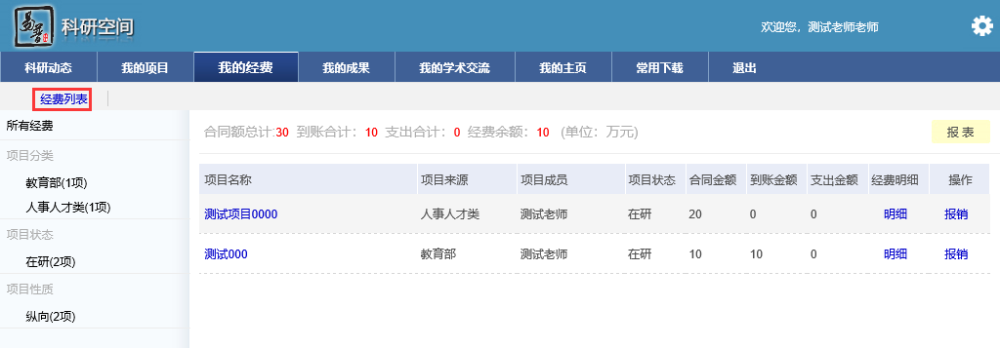 易普
科研空间
欢迎您，测试老师老师
科研动态 我的项目 我的经费 我的成果 我的学术交流 我的主页 常用下载 退出
经费列表
所有经费
项目分类
教育部(1项)
人事人才类(1项)
项目状态
在研(2项)
项目性质
纵向(2项)
合同额总计:30 到账合计：10 支出合计：0 经费余额：10 (单位：万元)
报 表
项目名称 项目来源 项目成员 项目状态 合同金额 到账金额 支出金额 经费明细 操作
测试项目0000 人事人才类 测试老师 在研 20 0 0 明细 报销
测试000 教育部 测试老师 在研 10 10 0 明细 报销